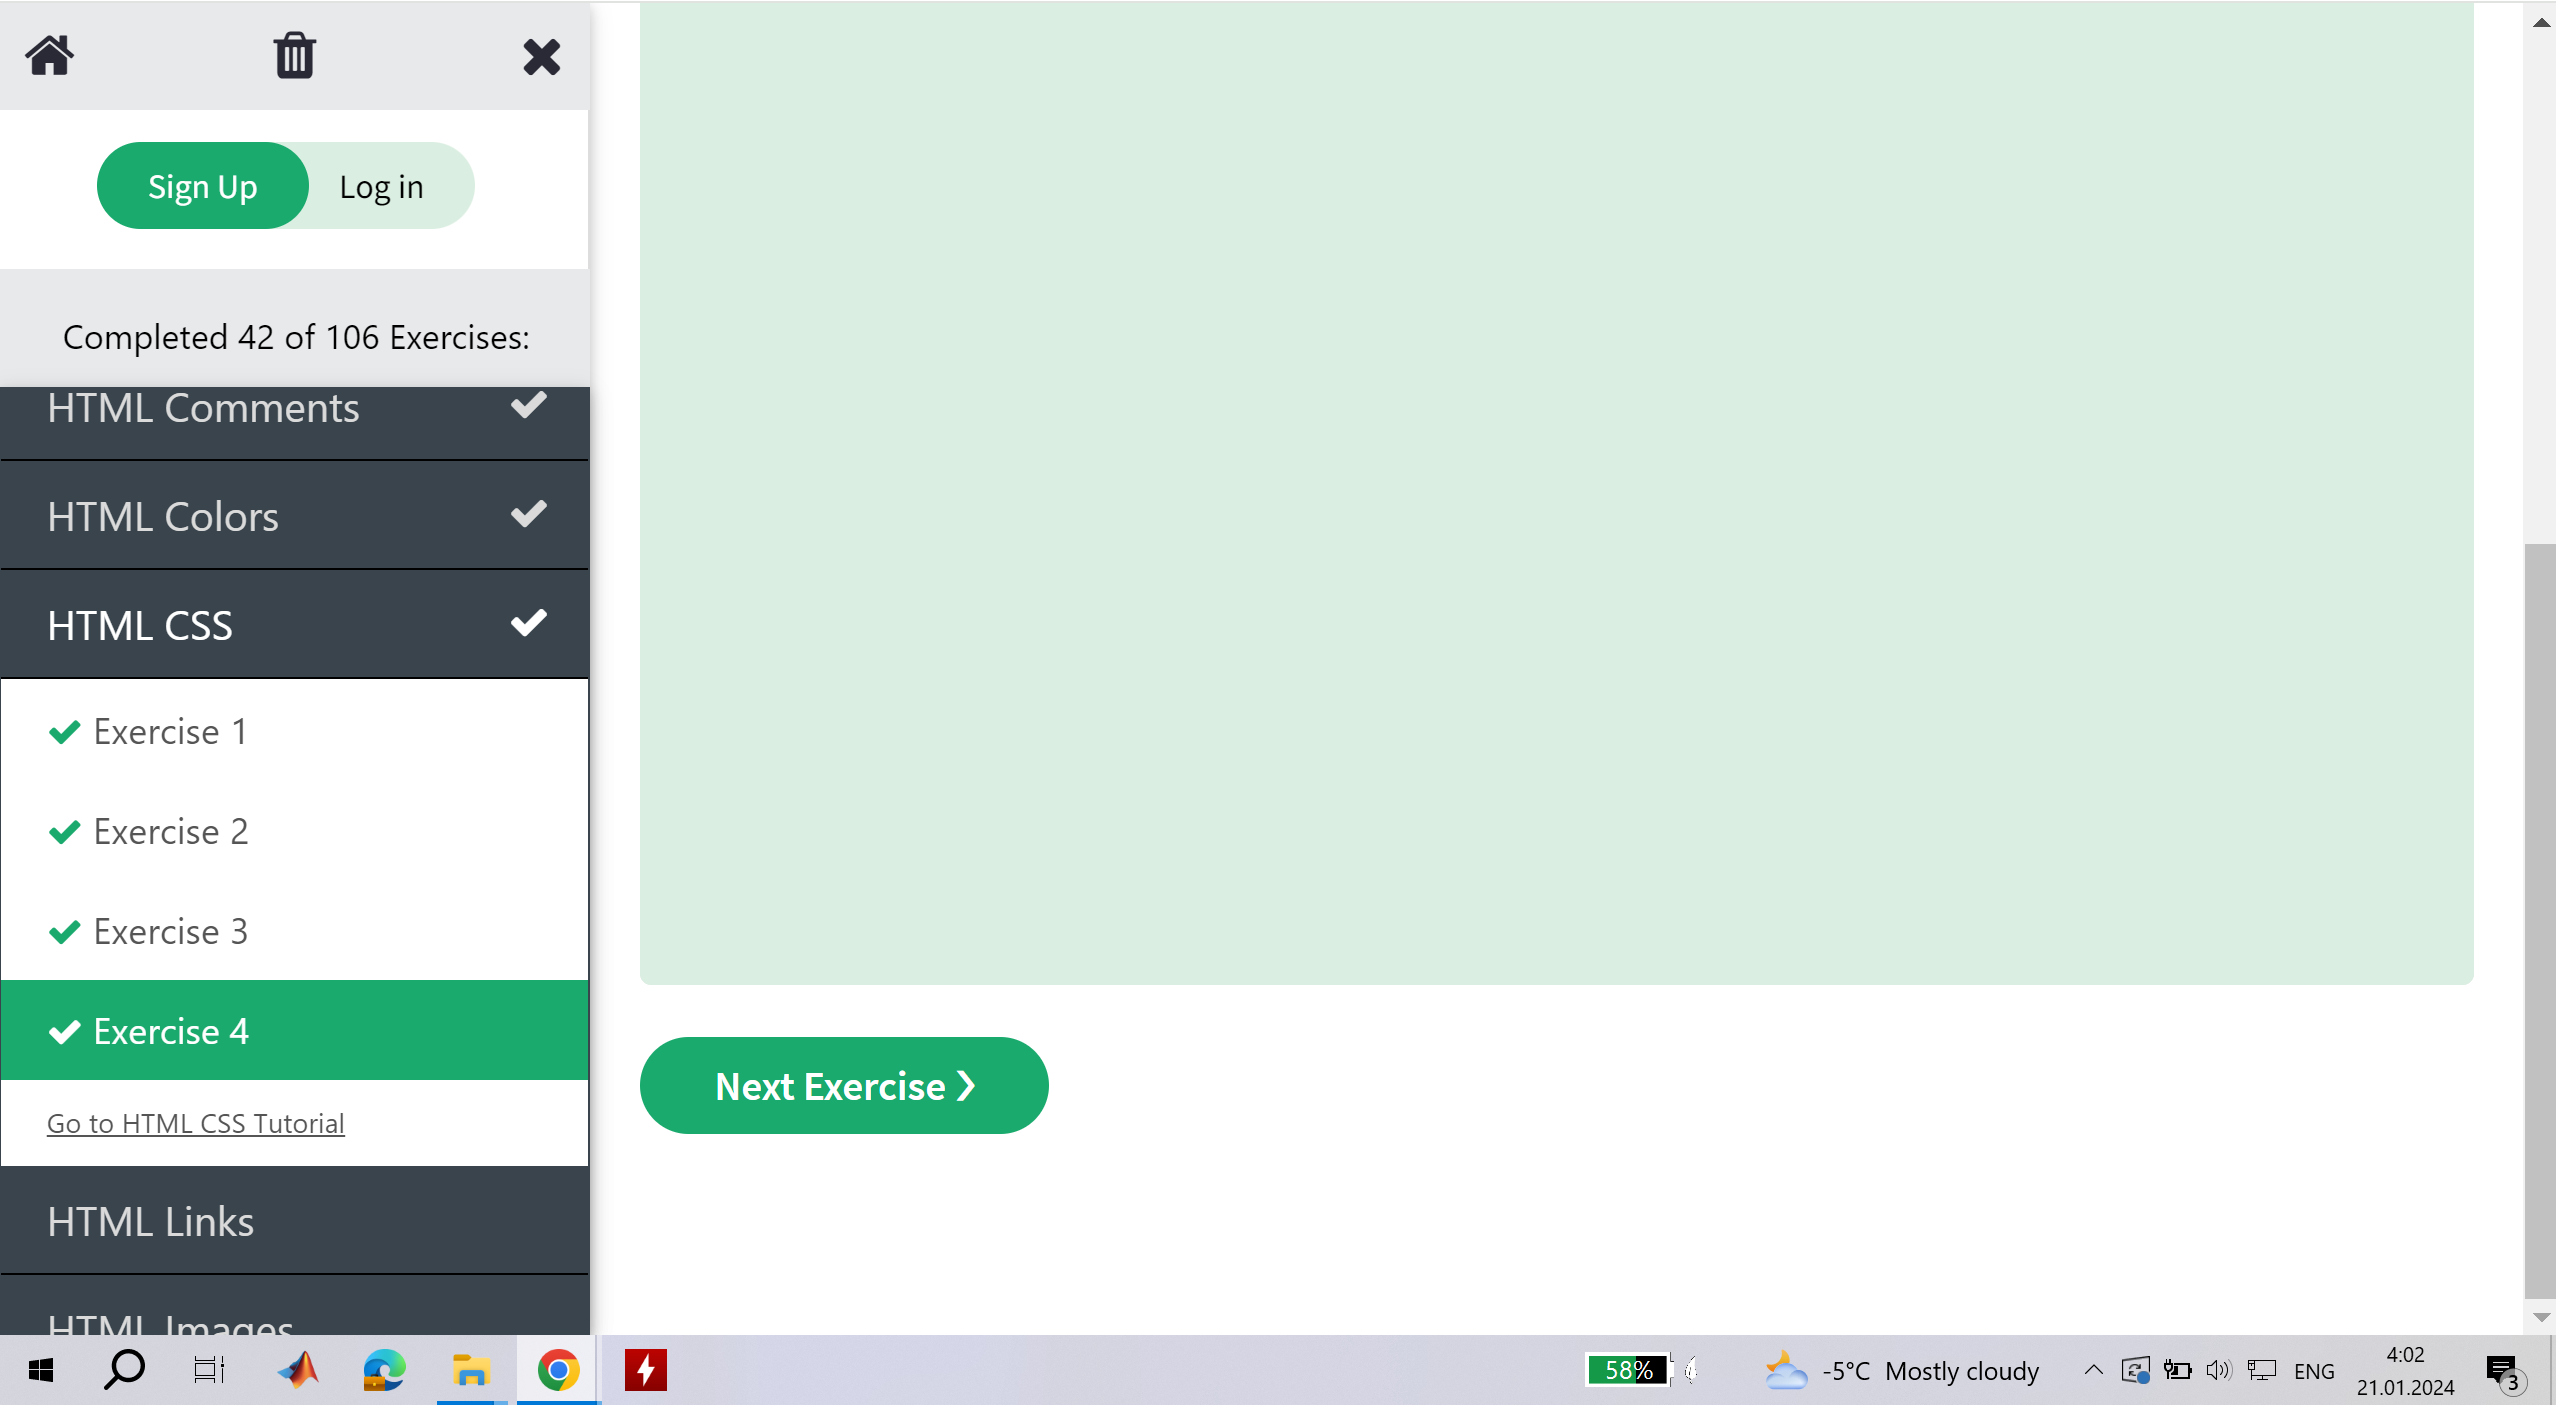 Sign Up
Log in
Completed 42 of 106 Exercises:
HTML Comments
HTML Colors
HTML CSS
Exercise 1
Exercise 2
Exercise 3
Exercise 4
Go to HTML CSS Tutorial
HTML Links
HTML Images
Next Exercise ❯
58%
-5°C Mostly cloudy
ENG
4:02
21.01.2024
3